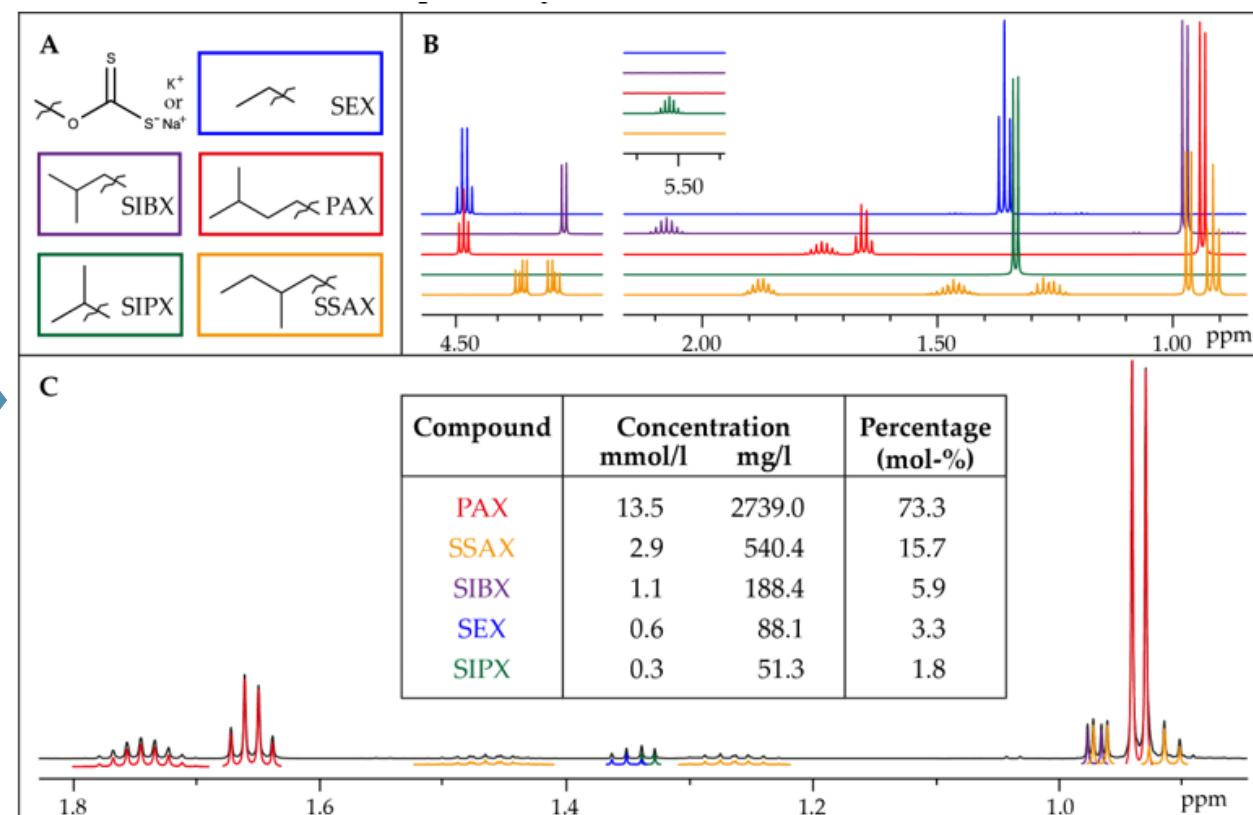 A
S
K⁺
or
O
S⁻ Na⁺
SEX
SIBX
PAX
SIPX
SSAX
B
5.50
4.50 2.00 1.50 1.00 ppm
C
Compound Concentration Percentage
mmol/l mg/l (mol-%)
PAX 13.5 2739.0 73.3
SSAX 2.9 540.4 15.7
SIBX 1.1 188.4 5.9
SEX 0.6 88.1 3.3
SIPX 0.3 51.3 1.8
1.8 1.6 1.4 1.2 1.0 ppm